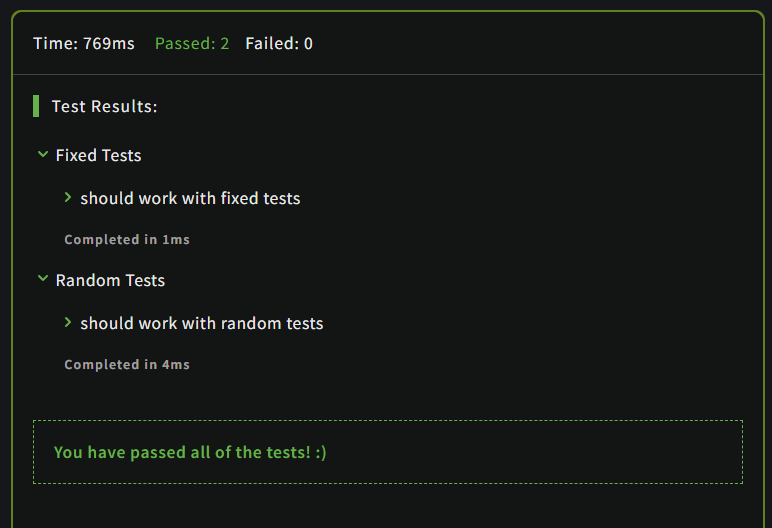 Time: 769ms Passed: 2 Failed: 0
Test Results:
Fixed Tests
should work with fixed tests
Completed in 1ms
Random Tests
should work with random tests
Completed in 4ms
You have passed all of the tests! :)